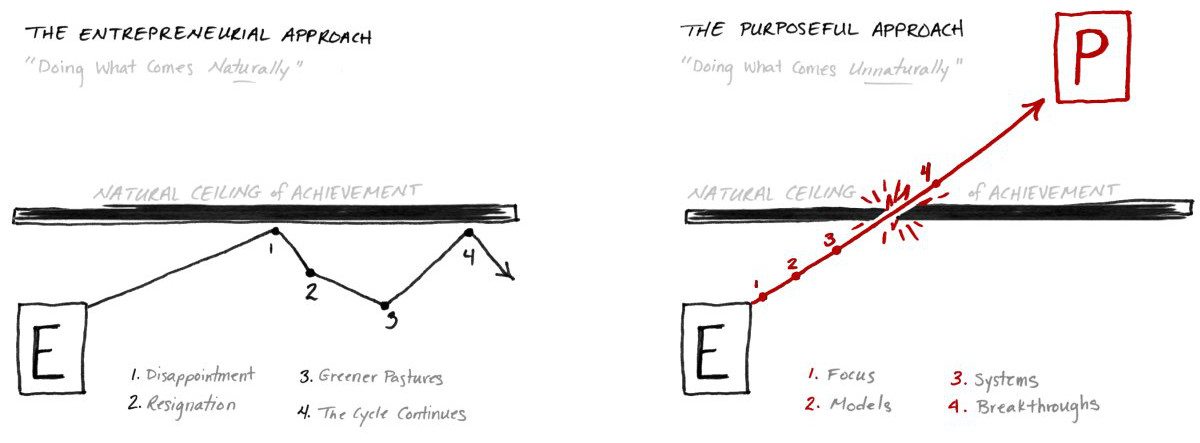 THE ENTREPRENEURIAL APPROACH
"Doing What Comes Naturally"
NATURAL CEILING of ACHIEVEMENT
1
2
3
4
E
1. Disappointment
2. Resignation
3. Greener Pastures
4. The Cycle Continues
THE PURPOSEFUL APPROACH
"Doing What Comes Unnaturally"
P
NATURAL CEILING of ACHIEVEMENT
4
3
2
1
E
1. Focus
2. Models
3. Systems
4. Breakthroughs